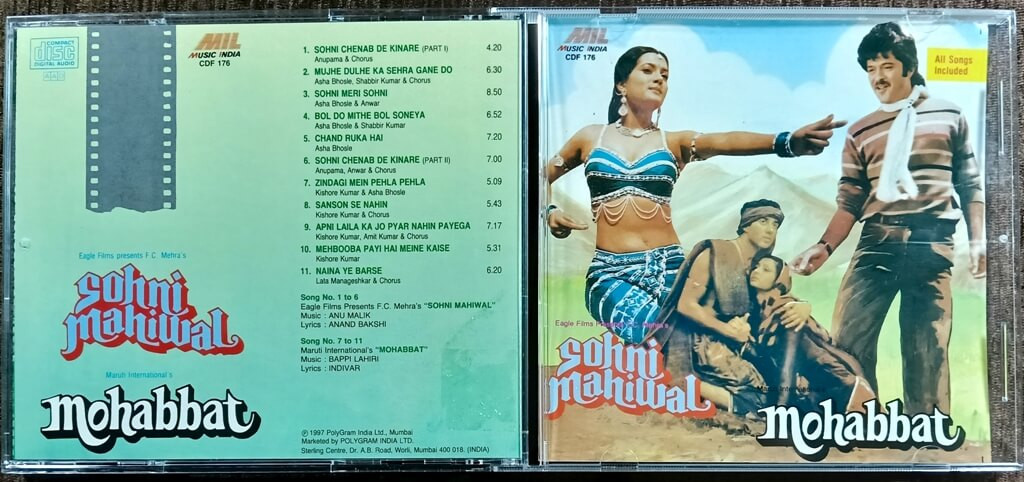 COMPACT
disc
DIGITAL AUDIO
MIL
MUSIC INDIA
CDF 176
1. SOHNI CHENAB DE KINARE (PART I) 4.20
Anupama & Chorus
2. MUJHE DULHE KA SEHRA GANE DO 6.30
Asha Bhosle, Shabbir Kumar & Chorus
3. SOHNI MERI SOHNI 8.50
Asha Bhosle & Anwar
4. BOL DO MITHE BOL SONEYA 6.52
Asha Bhosle & Shabbir Kumar
5. CHAND RUKA HAI 7.20
Asha Bhosle
6. SOHNI CHENAB DE KINARE (PART II) 7.00
Anupama, Anwar & Chorus
7. ZINDAGI MEIN PEHLA PEHLA 5.09
Kishore Kumar & Asha Bhosle
8. SANSON SE NAHIN 5.43
Kishore Kumar & Chorus
9. APNI LAILA KA JO PYAR NAHIN PAYEGA 7.17
Kishore Kumar, Amit Kumar & Chorus
10. MEHBOOBA PAYI HAI MEINE KAISE 5.31
Kishore Kumar & Chorus
11. NAINA YE BARSE 6.20
Lata Manageshkar & Chorus
Song No. 1 to 6
Eagle Films Presents F.C. Mehra's "SOHNI MAHIWAL"
Music : ANU MALIK
Lyrics : ANAND BAKSHI
Song No. 7 to 11
Maruti International's "MOHABBAT"
Music : BAPPI LAHIRI
Lyrics : INDIVAR
Eagle Films presents F.C. Mehra's
Sohni
mahiwal
Maruti International's
mohabbat
℗ 1997 PolyGram India Ltd., Mumbai
Marketed by POLYGRAM INDIA LTD.
Sterling Centre, Dr. A.B. Road, Worli, Mumbai 400 018. (INDIA)
MIL
MUSIC INDIA
CDF 176
All Songs
Included
Eagle Films Presents F.C. Mehra's
Sohni
mahiwal
Maruti International's
mohabbat